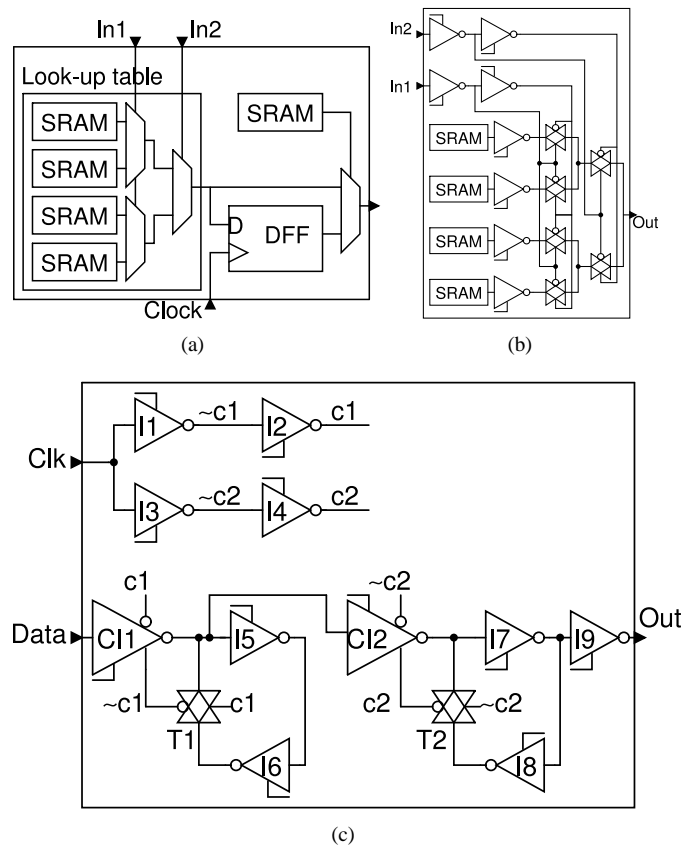 In1 In2
Look-up table
SRAM
SRAM
SRAM
SRAM
SRAM
D
DFF
Clock
(a)
In2
In1
SRAM
SRAM
SRAM
SRAM
Out
(b)
Clk
I1 ~c1 I2 c1
I3 ~c2 I4 c2
Data
c1
CI1
~c1
c1
T1
I5
I6
~c2
CI2
c2
~c2
T2
I7
I8
I9
Out
(c)